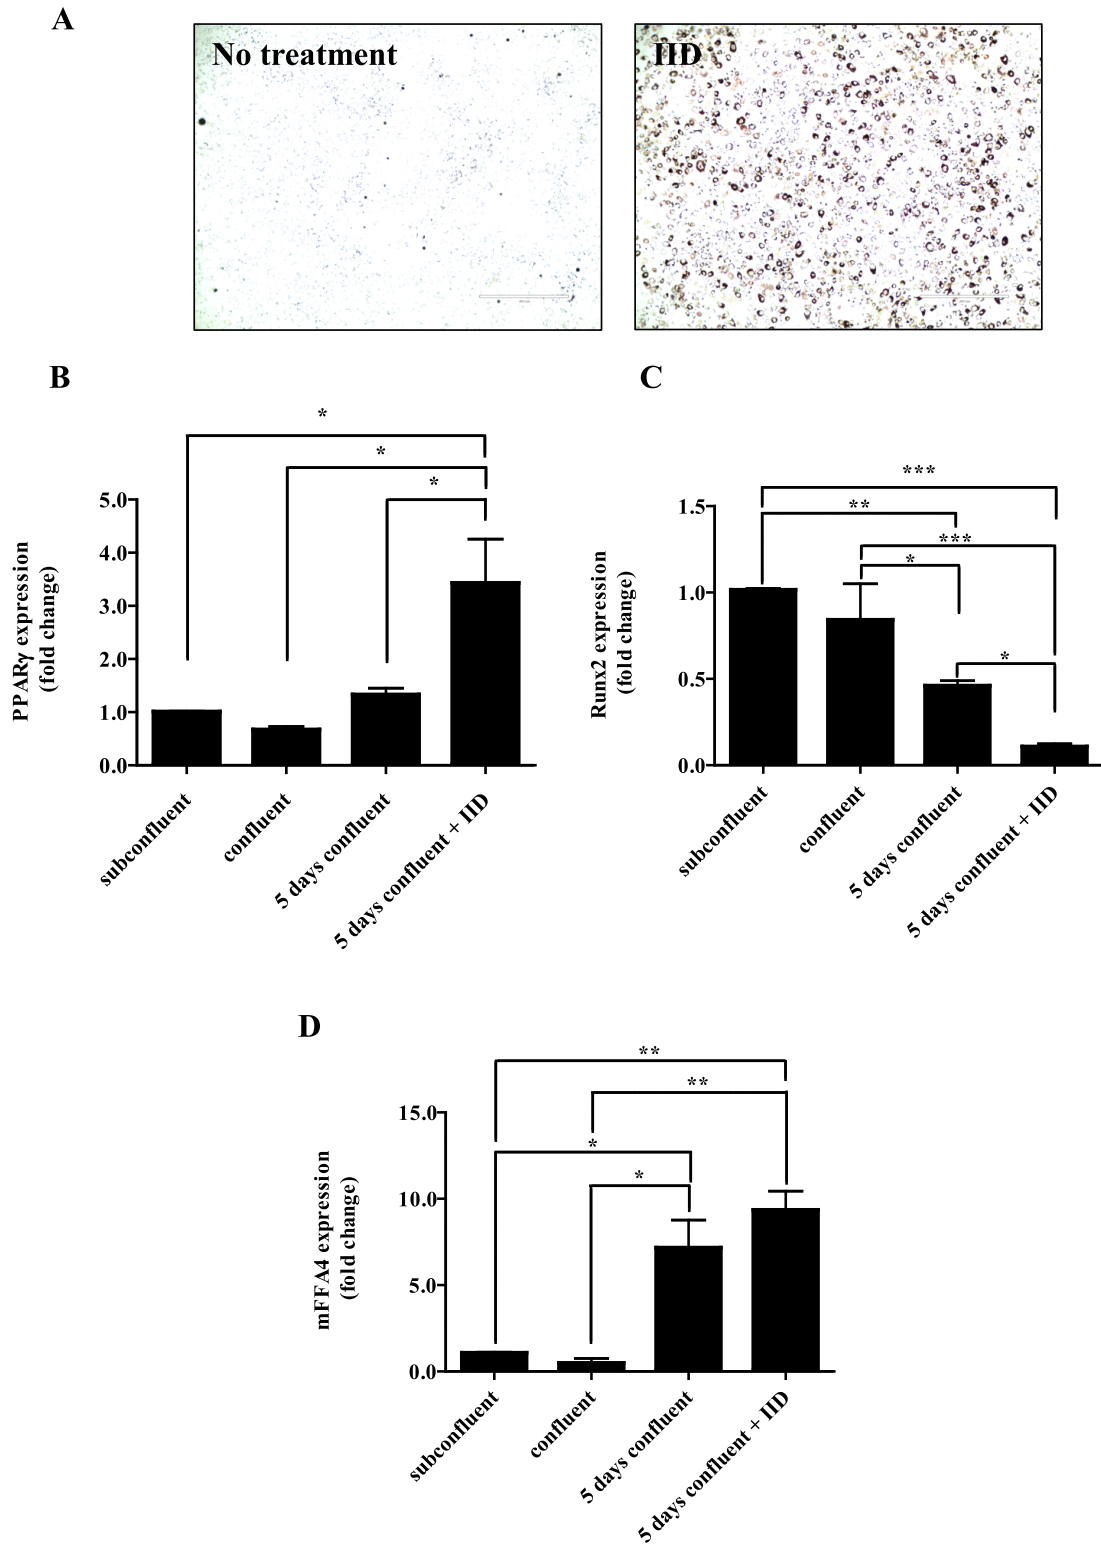 A
No treatment
IID
B
*
*
*
5.0
4.0
3.0
2.0
1.0
0.0
PPARγ expression
(fold change)
subconfluent
confluent
5 days confluent
5 days confluent + IID
C
***
**
***
*
*
1.5
1.0
0.5
0.0
Runx2 expression
(fold change)
subconfluent
confluent
5 days confluent
5 days confluent + IID
D
**
**
*
*
15.0
10.0
5.0
0.0
mFFA4 expression
(fold change)
subconfluent
confluent
5 days confluent
5 days confluent + IID